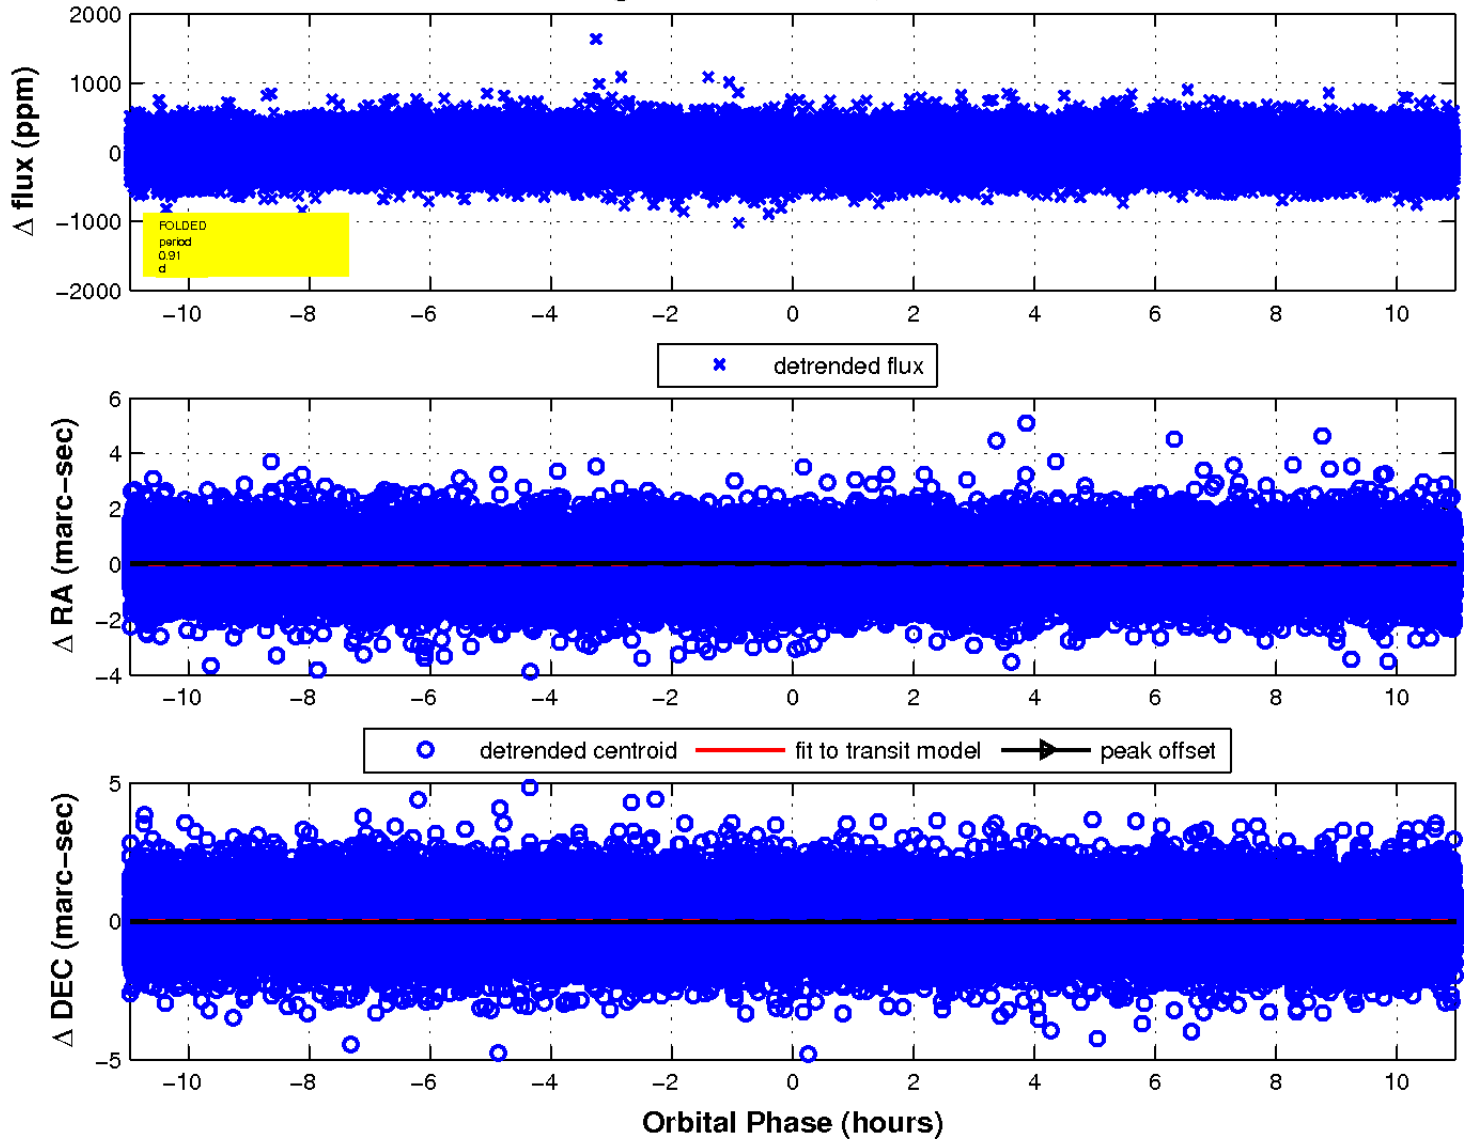 2000
1000
0
−1000
−2000
Δ flux (ppm)
FOLDED
period
0.91
d
−10 −8 −6 −4 −2 0 2 4 6 8 10
detrended flux
6
4
2
0
−2
−4
Δ RA (marc−sec)
−10 −8 −6 −4 −2 0 2 4 6 8 10
detrended centroid fit to transit model peak offset
5
0
−5
Δ DEC (marc−sec)
−10 −8 −6 −4 −2 0 2 4 6 8 10
Orbital Phase (hours)